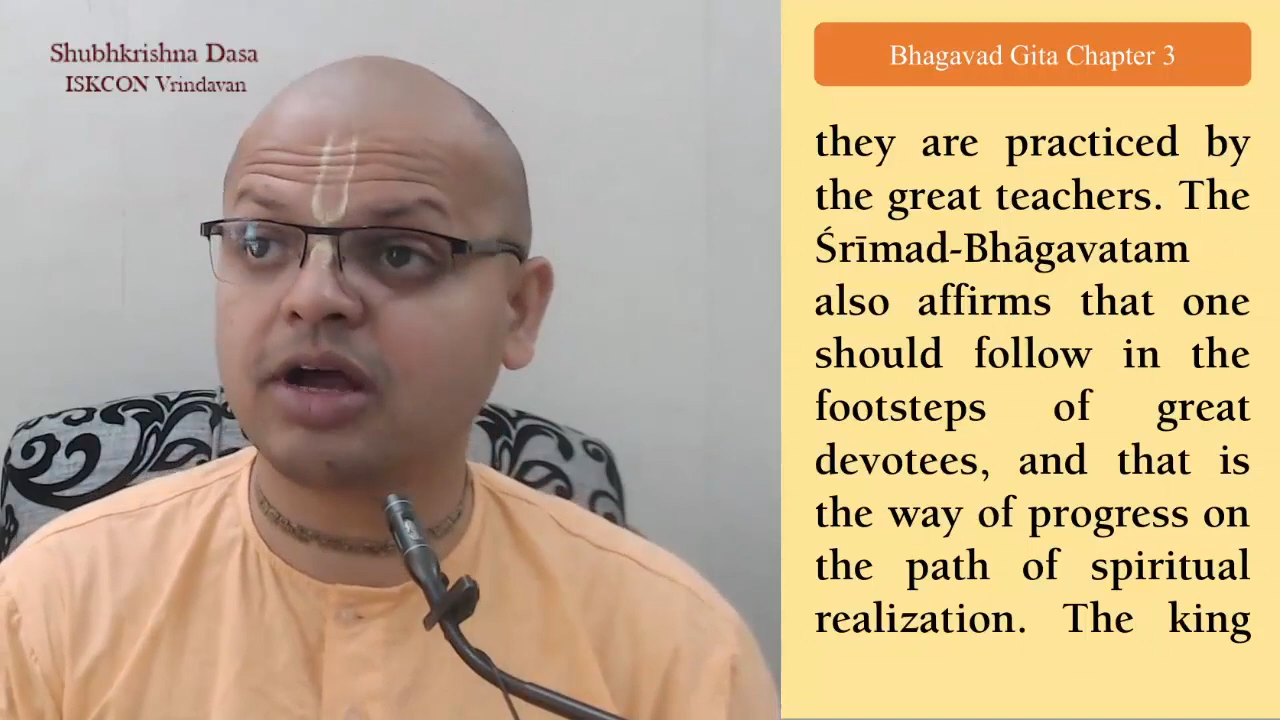 Shubhkrishna Dasa
ISKCON Vrindavan
Bhagavad Gita Chapter 3
they are practiced by
the great teachers. The
Śrīmad-Bhāgavatam
also affirms that one
should follow in the
footsteps of great
devotees, and that is
the way of progress on
the path of spiritual
realization. The king